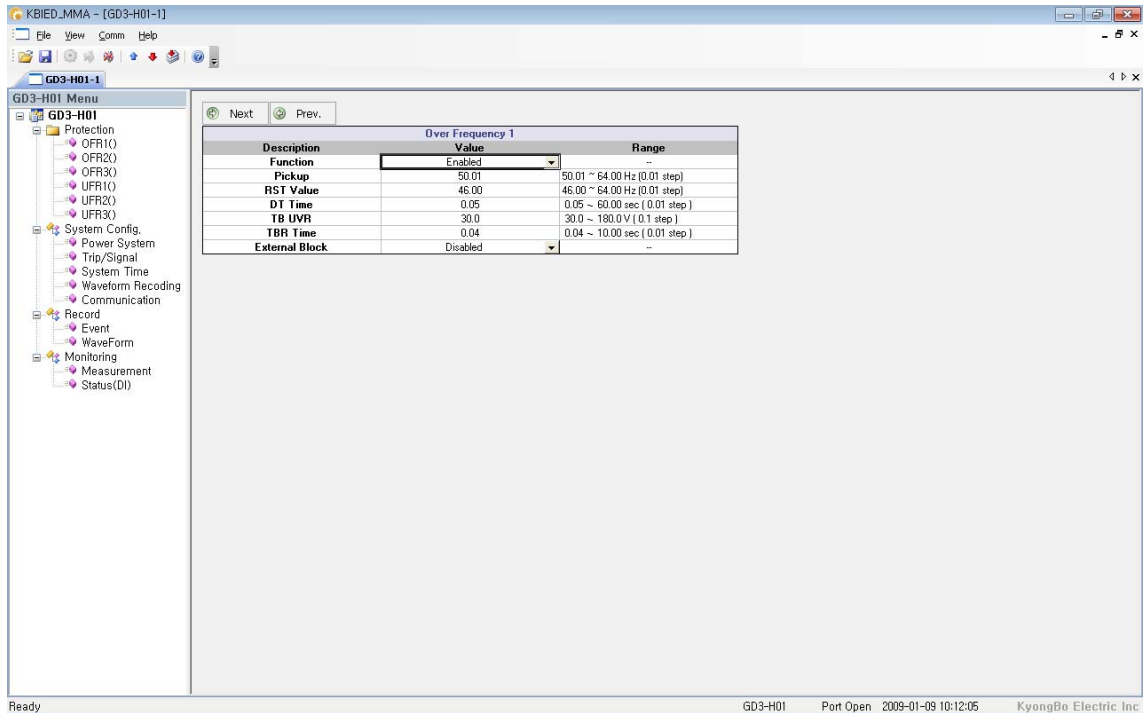 KBIED_MMA - [GD3-H01-1]
File View Comm Help
GD3-H01-1
GD3-H01 Menu
GD3-H01
Protection
OFR1()
OFR2()
OFR3()
UFR1()
UFR2()
UFR3()
System Config.
Power System
Trip/Signal
System Time
Waveform Recoding
Communication
Record
Event
WaveForm
Monitoring
Measurement
Status(DI)
Next Prev.
Over Frequency 1
Description Value Range
Function Enabled --
Pickup 50.01 50.01 ~ 64.00 Hz (0.01 step)
RST Value 46.00 46.00 ~ 64.00 Hz (0.01 step)
DT Time 0.05 0.05 ~ 60.00 sec ( 0.01 step )
TB UVR 30.0 30.0 ~ 180.0 V ( 0.1 step )
TBR Time 0.04 0.04 ~ 10.00 sec ( 0.01 step )
External Block Disabled --
Ready GD3-H01 Port Open 2009-01-09 10:12:05 KyongBo Electric Inc